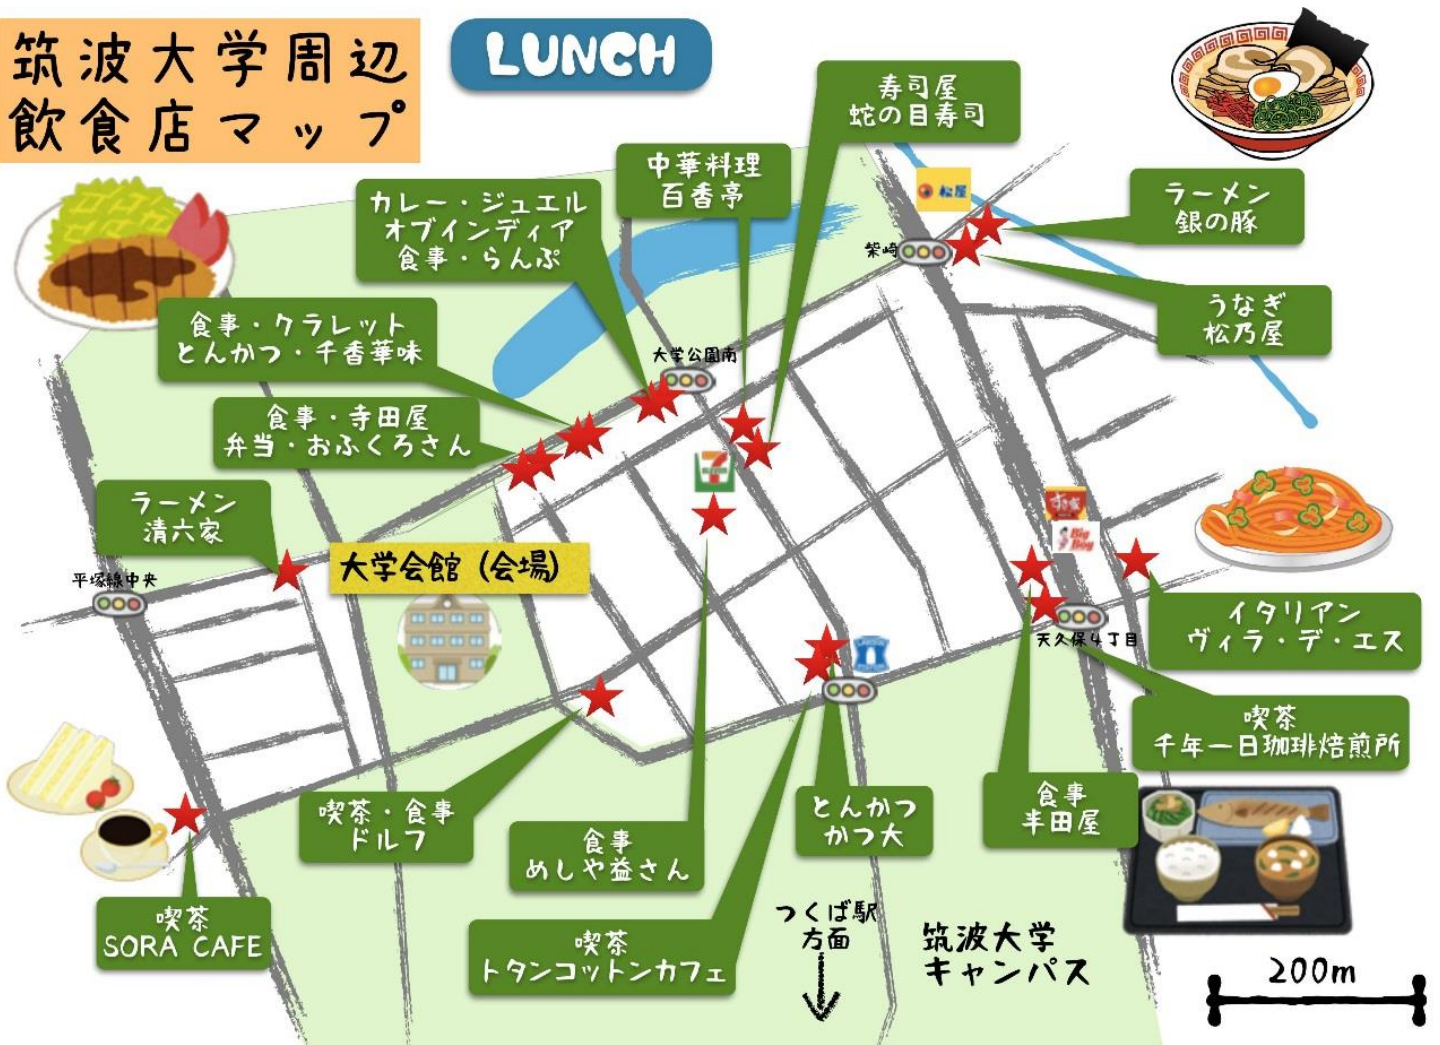 筑波大学周辺
飲食店マップ
LUNCH
寿司屋
蛇の目寿司
中華料理
百香亭
カレー・ジュエル
オブインディア
食事・らんぷ
松屋
ラーメン
銀の豚
柴崎
うなぎ
松乃屋
食事・クラレット
とんかつ・千香華味
大学公園南
食事・寺田屋
弁当・おふくろさん
ラーメン
清六家
大学会館（会場）
平塚線中央
すき家
Big
Boy
イタリアン
ヴィラ・デ・エス
天久保4丁目
喫茶
千年一日珈琲焙煎所
喫茶・食事
ドルフ
食事
めしや益さん
とんかつ
かつ大
食事
半田屋
喫茶
SORA CAFE
喫茶
トタンコットンカフェ
つくば駅
方面
筑波大学
キャンパス
200m